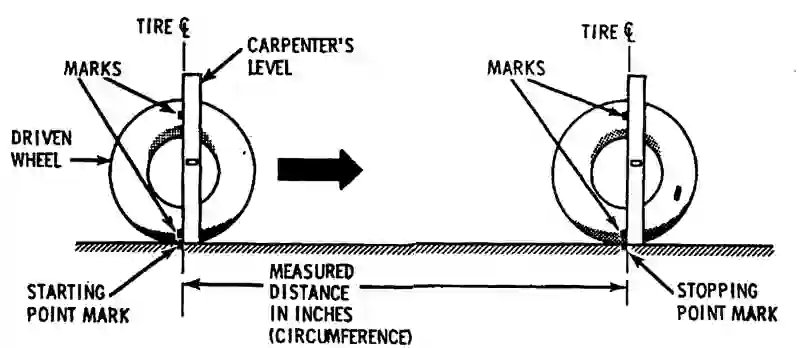 TIRE ℄
CARPENTER'S
LEVEL
MARKS
DRIVEN
WHEEL
STARTING
POINT MARK
MEASURED
DISTANCE
IN INCHES
(CIRCUMFERENCE)
TIRE ℄
MARKS
STOPPING
POINT MARK